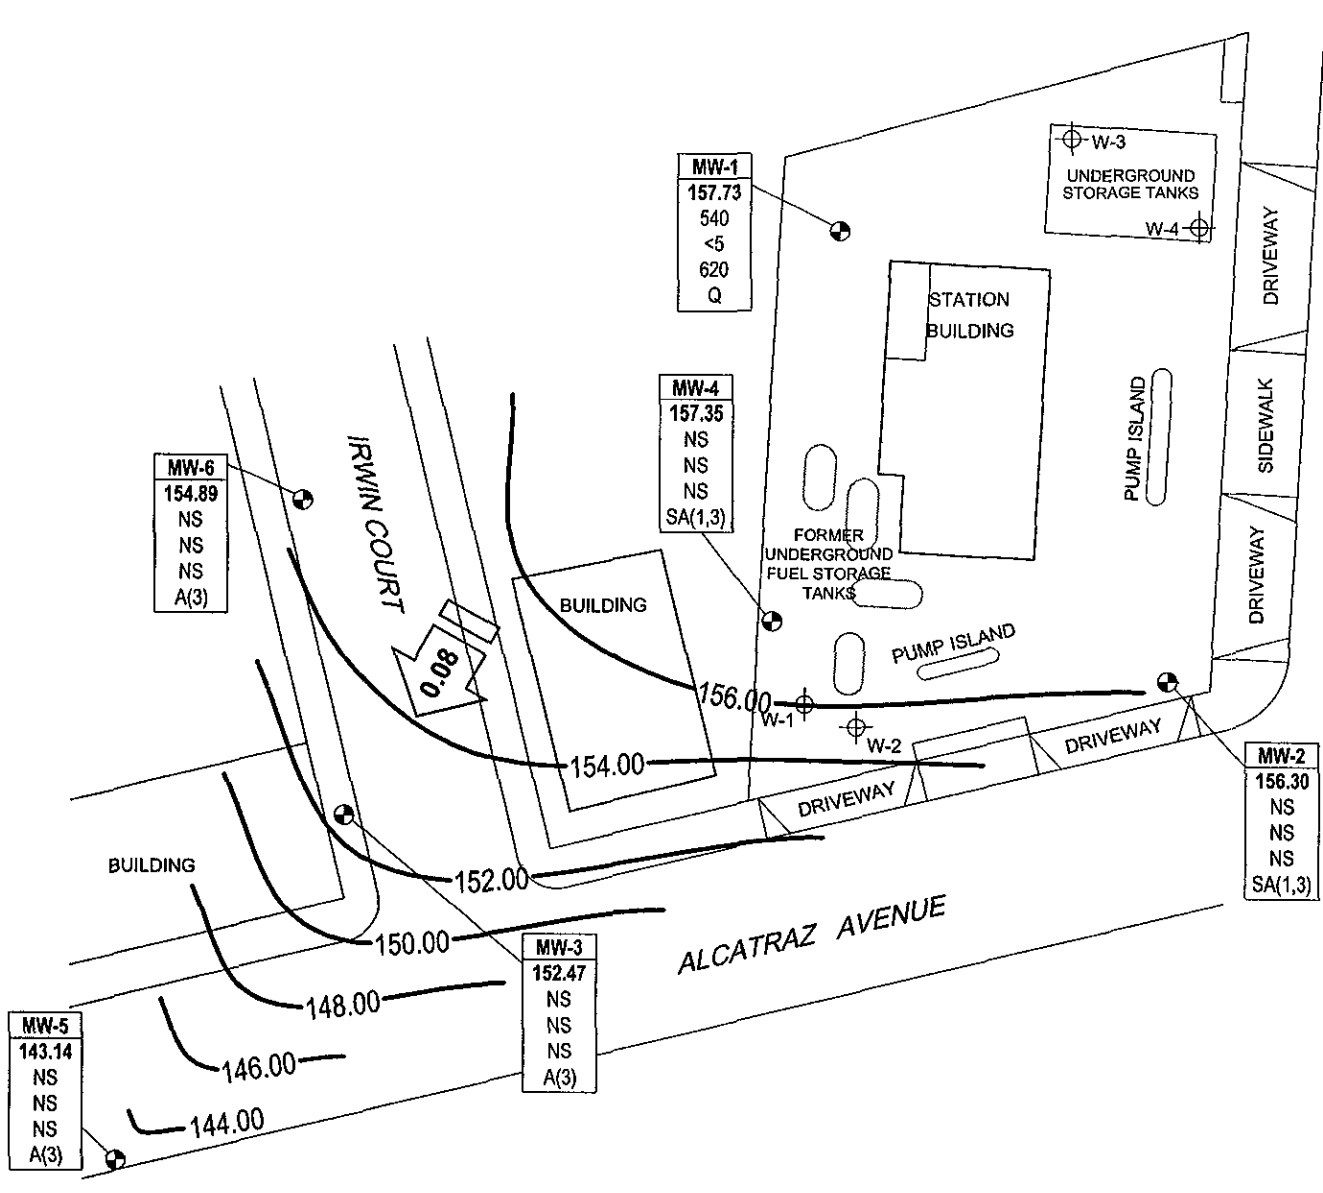 W-3
UNDERGROUND
STORAGE TANKS
W-4
MW-1
157.73
540
<5
620
Q
DRIVEWAY
STATION
BUILDING
MW-4
157.35
NS
NS
NS
SA(1,3)
PUMP ISLAND
SIDEWALK
IRWIN COURT
MW-6
154.89
NS
NS
NS
A(3)
FORMER
UNDERGROUND
FUEL STORAGE
TANKS
DRIVEWAY
BUILDING
0.08
PUMP ISLAND
156.00
W-1
W-2
DRIVEWAY
MW-2
156.30
NS
NS
NS
SA(1,3)
154.00
DRIVEWAY
BUILDING
152.00
ALCATRAZ AVENUE
150.00
MW-3
152.47
NS
NS
NS
A(3)
148.00
MW-5
143.14
NS
NS
NS
A(3)
146.00
144.00